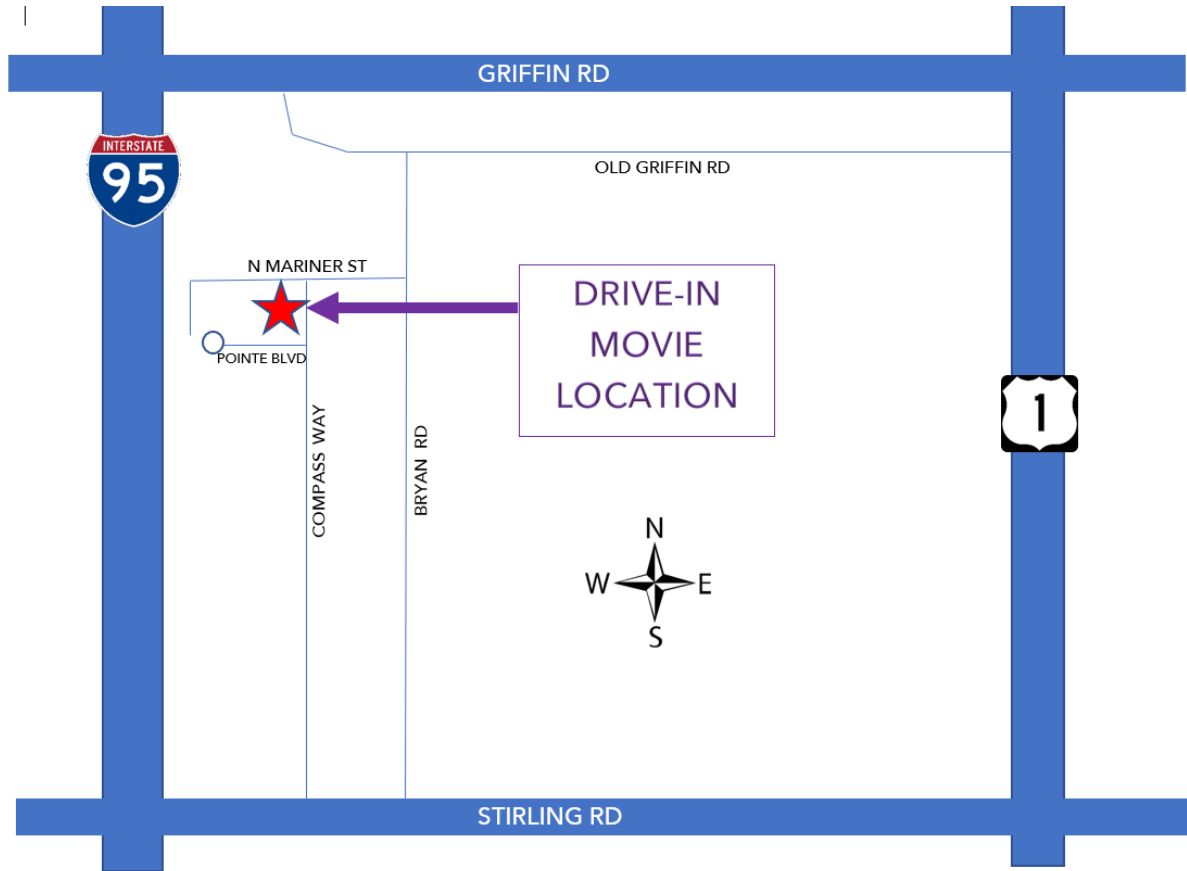 GRIFFIN RD
INTERSTATE
95
OLD GRIFFIN RD
N MARINER ST
DRIVE-IN
MOVIE
LOCATION
POINTE BLVD
1
COMPASS WAY
BRYAN RD
N
W
E
S
STIRLING RD